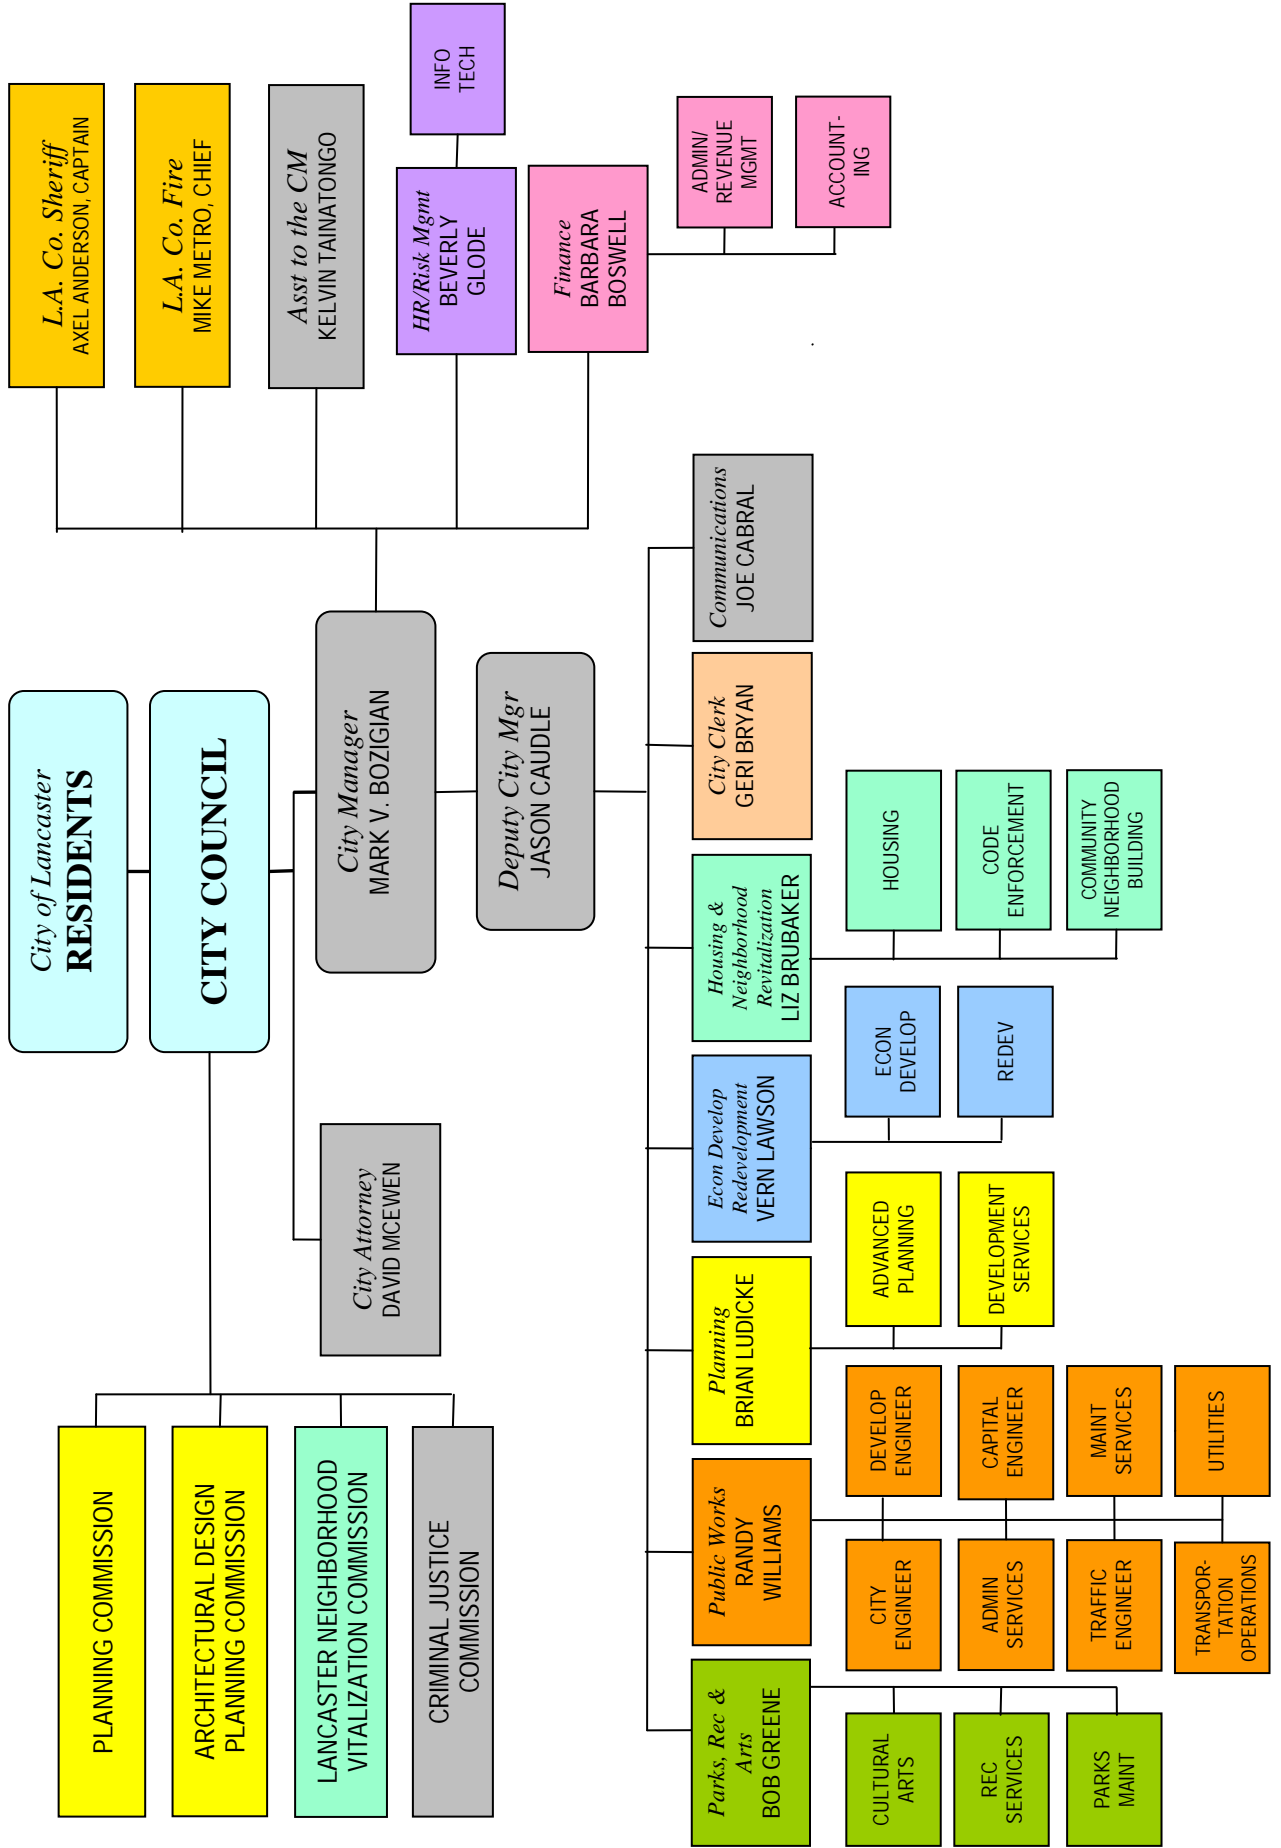 City of Lancaster
RESIDENTS
CITY COUNCIL
PLANNING COMMISSION
ARCHITECTURAL DESIGN
PLANNING COMMISSION
LANCASTER NEIGHBORHOOD
VITALIZATION COMMISSION
CRIMINAL JUSTICE
COMMISSION
City Attorney
DAVID MCEWEN
City Manager
MARK V. BOZIGIAN
Deputy City Mgr
JASON CAUDLE
L.A. Co. Sheriff
AXEL ANDERSON, CAPTAIN
L.A. Co. Fire
MIKE METRO, CHIEF
Asst to the CM
KELVIN TAINATONGO
HR/Risk Mgmt
BEVERLY
GLODE
INFO
TECH
Finance
BARBARA
BOSWELL
ADMIN/
REVENUE
MGMT
ACCOUNT-
ING
Parks, Rec &
Arts
BOB GREENE
CULTURAL
ARTS
REC
SERVICES
PARKS
MAINT
Public Works
RANDY
WILLIAMS
CITY
ENGINEER
DEVELOP
ENGINEER
ADMIN
SERVICES
CAPITAL
ENGINEER
TRAFFIC
ENGINEER
MAINT
SERVICES
TRANSPOR-
TATION
OPERATIONS
UTILITIES
Planning
BRIAN LUDICKE
ADVANCED
PLANNING
DEVELOPMENT
SERVICES
Econ Develop
Redevelopment
VERN LAWSON
ECON
DEVELOP
REDEV
Housing &
Neighborhood
Revitalization
LIZ BRUBAKER
HOUSING
CODE
ENFORCEMENT
COMMUNITY
NEIGHBORHOOD
BUILDING
City Clerk
GERI BRYAN
Communications
JOE CABRAL